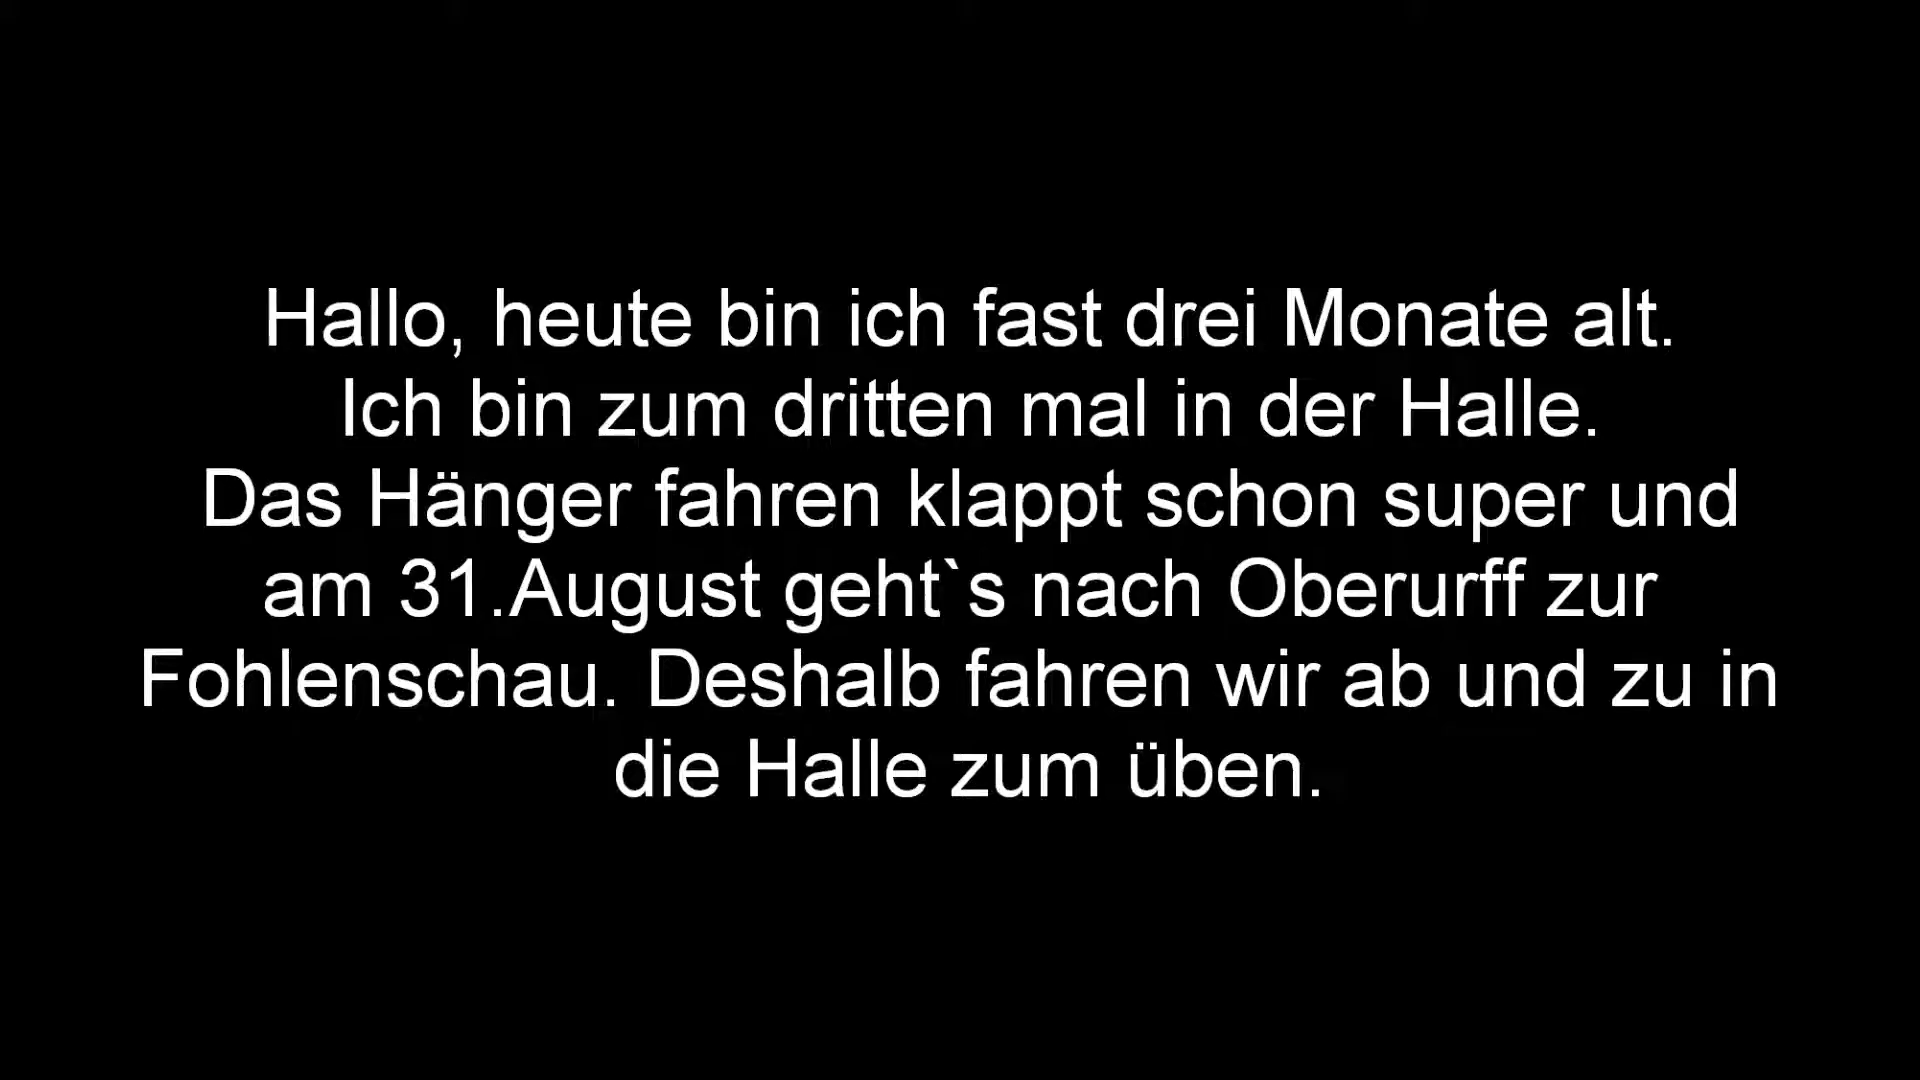 Hallo, heute bin ich fast drei Monate alt.
Ich bin zum dritten mal in der Halle.
Das Hänger fahren klappt schon super und
am 31.August geht`s nach Oberurff zur
Fohlenschau. Deshalb fahren wir ab und zu in
die Halle zum üben.